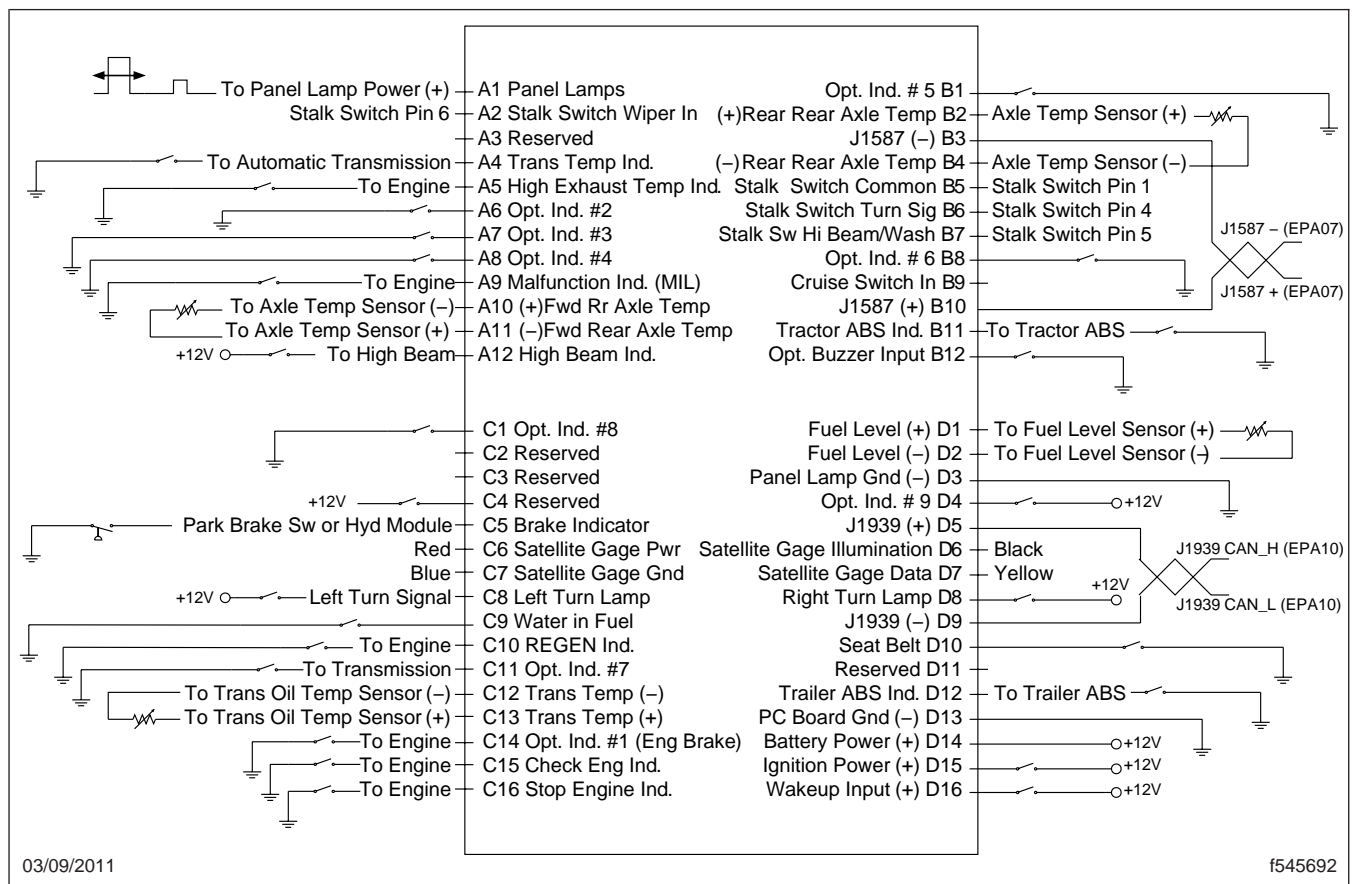 To Panel Lamp Power (+) A1 Panel Lamps
Stalk Switch Pin 6 A2 Stalk Switch Wiper In
A3 Reserved
To Automatic Transmission A4 Trans Temp Ind.
To Engine A5 High Exhaust Temp Ind.
A6 Opt. Ind. #2
A7 Opt. Ind. #3
A8 Opt. Ind. #4
To Engine A9 Malfunction Ind. (MIL)
To Axle Temp Sensor (−) A10 (+)Fwd Rr Axle Temp
To Axle Temp Sensor (+) A11 (−)Fwd Rear Axle Temp
+12V To High Beam A12 High Beam Ind.
Opt. Ind. # 5 B1
(+)Rear Rear Axle Temp B2 Axle Temp Sensor (+)
J1587 (−) B3
(−)Rear Rear Axle Temp B4 Axle Temp Sensor (−)
Stalk Switch Common B5 Stalk Switch Pin 1
Stalk Switch Turn Sig B6 Stalk Switch Pin 4
Stalk Sw Hi Beam/Wash B7 Stalk Switch Pin 5
J1587 − (EPA07)
Opt. Ind. # 6 B8
Cruise Switch In B9
J1587 + (EPA07)
J1587 (+) B10
Tractor ABS Ind. B11 To Tractor ABS
Opt. Buzzer Input B12
C1 Opt. Ind. #8
C2 Reserved
C3 Reserved
+12V C4 Reserved
Park Brake Sw or Hyd Module C5 Brake Indicator
Red C6 Satellite Gage Pwr
Blue C7 Satellite Gage Gnd
+12V Left Turn Signal C8 Left Turn Lamp
C9 Water in Fuel
To Engine C10 REGEN Ind.
To Transmission C11 Opt. Ind. #7
To Trans Oil Temp Sensor (−) C12 Trans Temp (−)
To Trans Oil Temp Sensor (+) C13 Trans Temp (+)
To Engine C14 Opt. Ind. #1 (Eng Brake)
To Engine C15 Check Eng Ind.
To Engine C16 Stop Engine Ind.
Fuel Level (+) D1 To Fuel Level Sensor (+)
Fuel Level (−) D2 To Fuel Level Sensor (−)
Panel Lamp Gnd (−) D3
Opt. Ind. # 9 D4 +12V
J1939 (+) D5
J1939 CAN_H (EPA10)
Satellite Gage Illumination D6 Black
Satellite Gage Data D7 Yellow
Right Turn Lamp D8 +12V
J1939 CAN_L (EPA10)
J1939 (−) D9
Seat Belt D10
Reserved D11
Trailer ABS Ind. D12 To Trailer ABS
PC Board Gnd (−) D13
Battery Power (+) D14 +12V
Ignition Power (+) D15 +12V
Wakeup Input (+) D16 +12V
03/09/2011
f545692